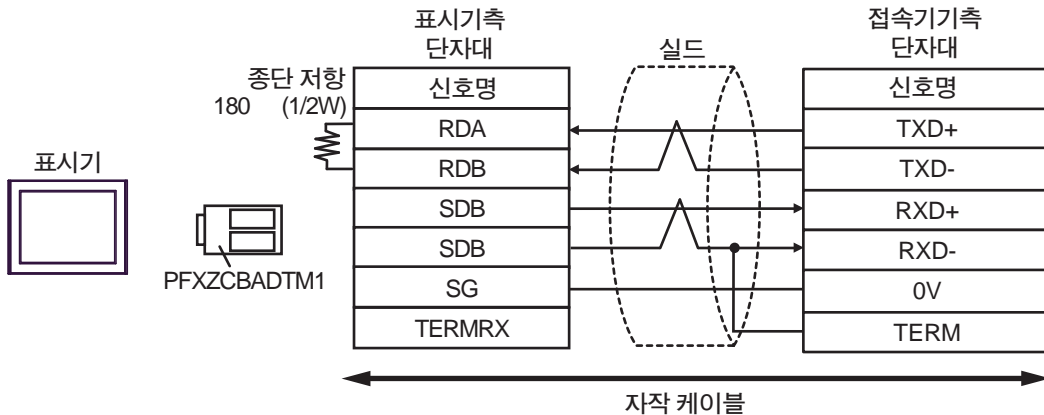 표시기측
단자대
접속기기측
단자대
실드
종단 저항
180 (1/2W)
표시기
PFXZCBADTM1
신호명
RDA
RDB
SDB
SDB
SG
TERMRX
신호명
TXD+
TXD-
RXD+
RXD-
0V
TERM
자작 케이블